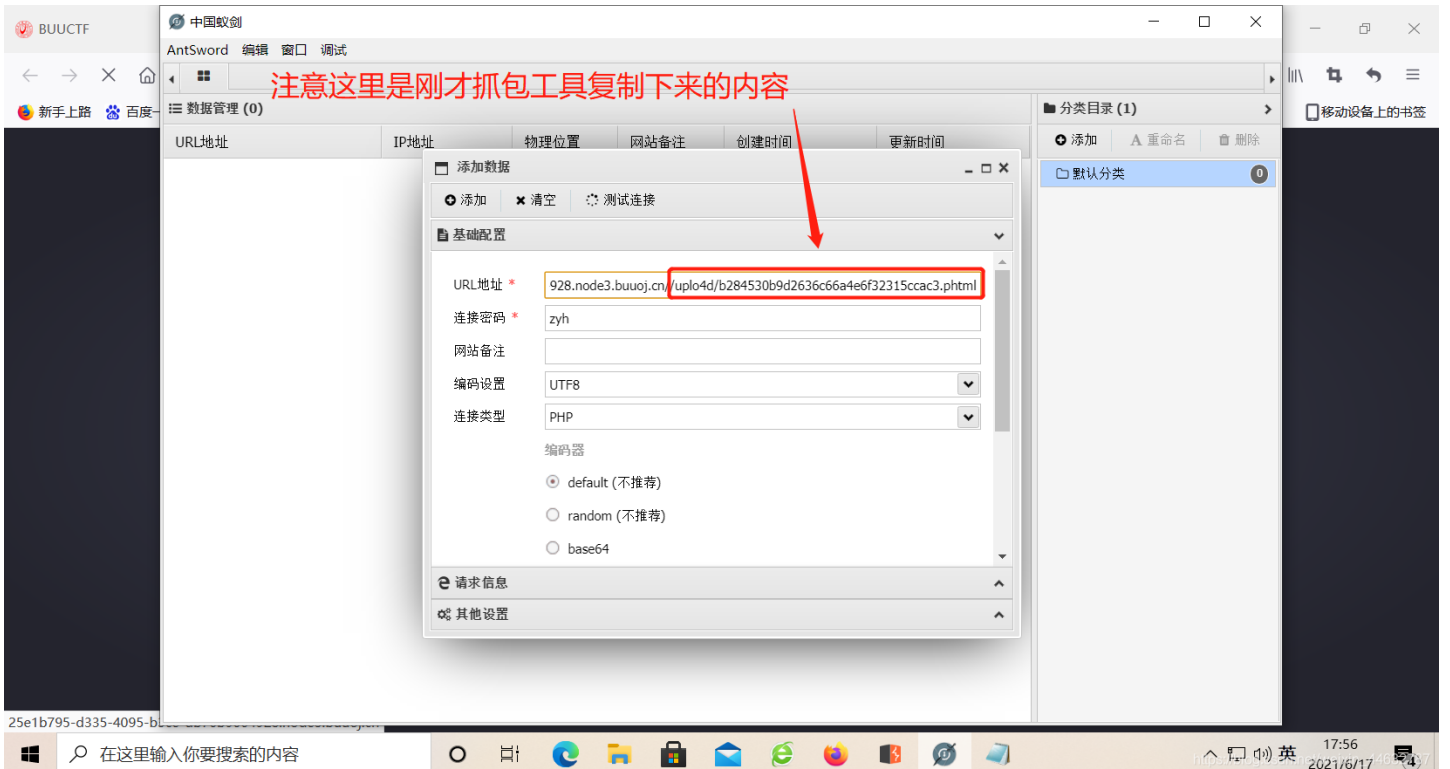 BUUCTF
中国蚁剑
AntSword 编辑 窗口 调试
注意这里是刚才抓包工具复制下来的内容
新手上路 百度一
移动设备上的书签
数据管理 (0)
分类目录 (1)
URL地址 IP地址 物理位置 网站备注 创建时间 更新时间
添加 A 重命名 删除
默认分类 0
添加数据
添加 清空 测试连接
基础配置
URL地址 * 928.node3.buuoj.cn//uplo4d/b284530b9d2636c66a4e6f32315ccac3.phtml
连接密码 * zyh
网站备注
编码设置 UTF8
连接类型 PHP
编码器
default (不推荐)
random (不推荐)
base64
请求信息
其他设置
25e1b795-d335-4095-b
在这里输入你要搜索的内容
英
17:56
2021/6/17
4